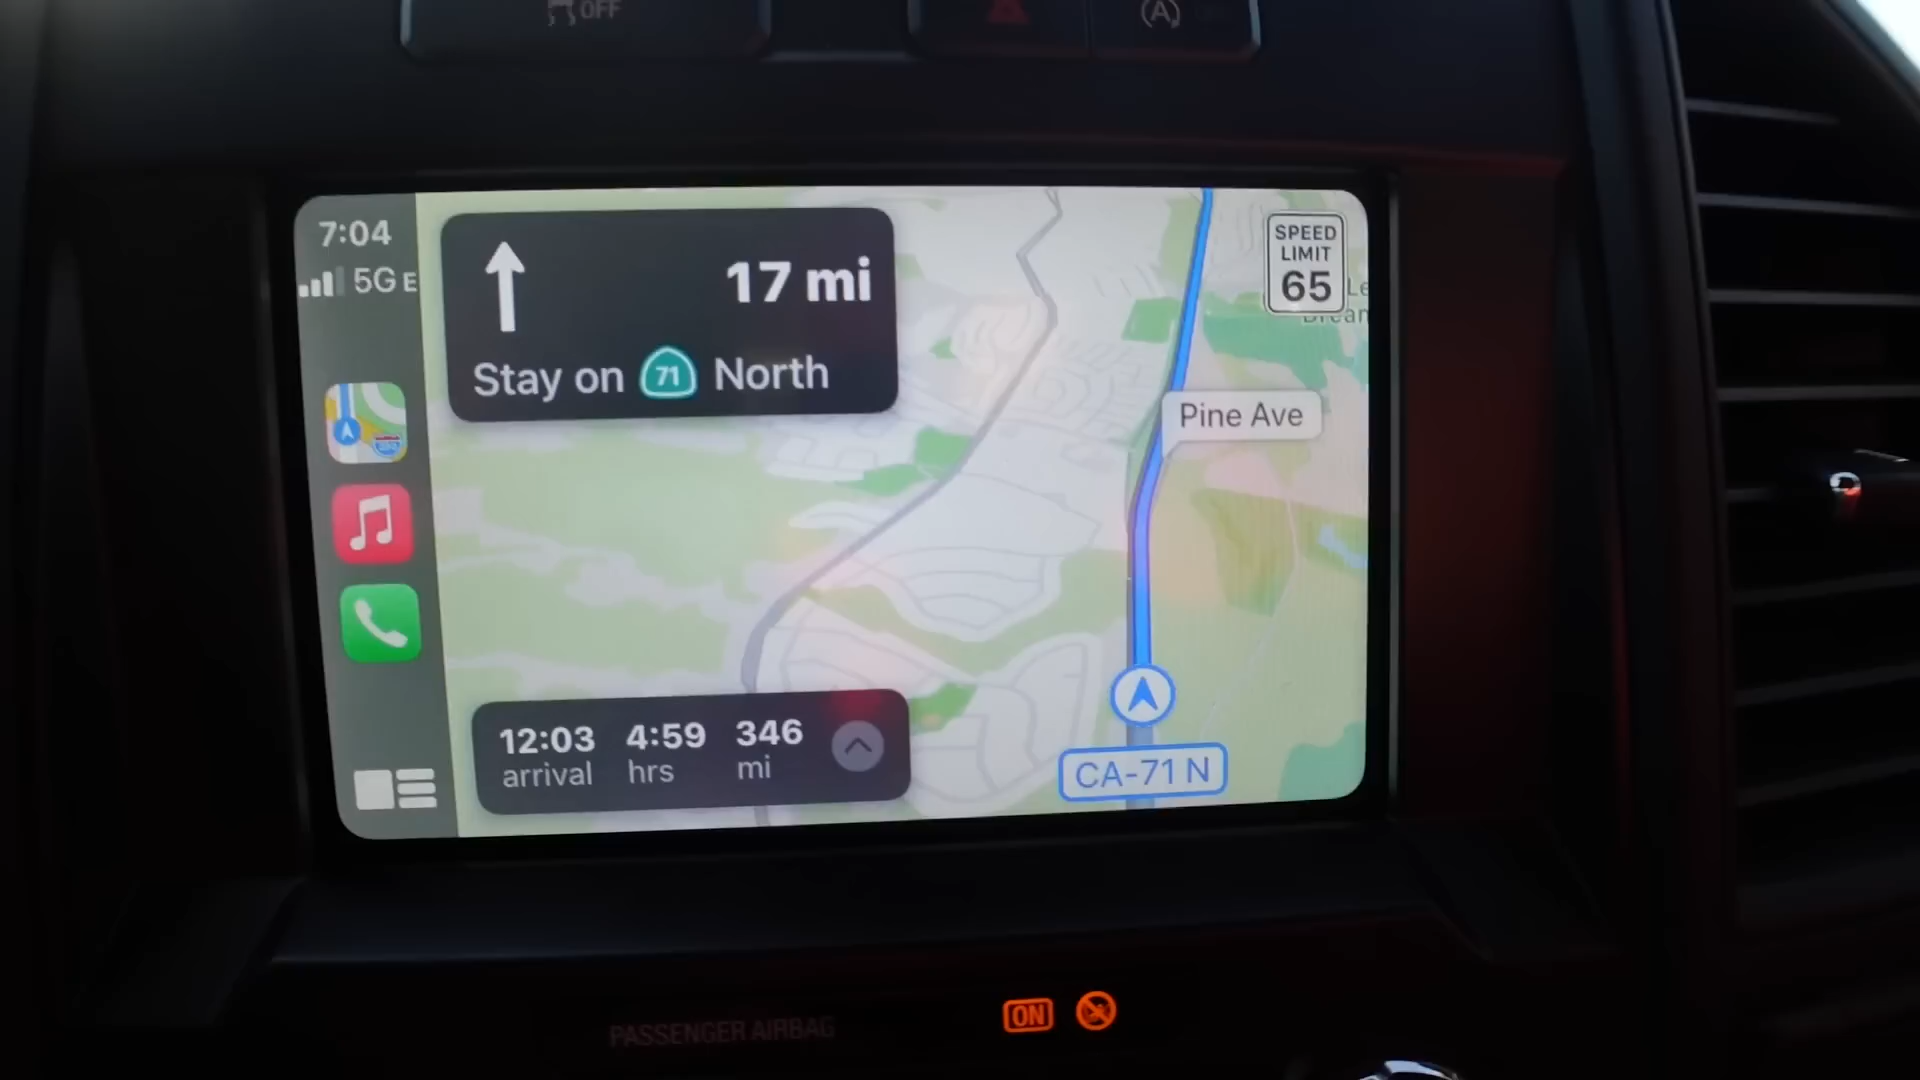 OFF
A
7:04
5G E
17 mi
Stay on 71 North
SPEED
LIMIT
65
Pine Ave
12:03 4:59 346
arrival hrs mi
CA-71 N
PASSENGER AIRBAG ON